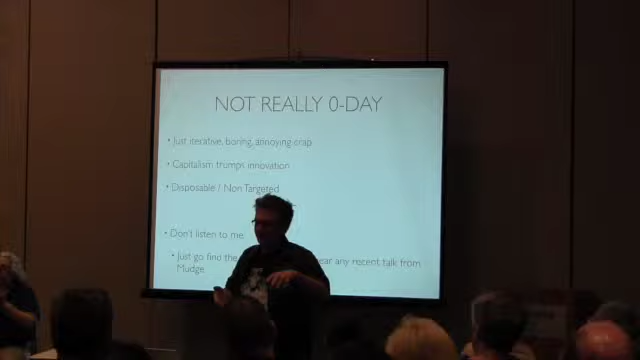 NOT REALLY 0-DAY
• Just iterative, boring, annoying crap
• Capitalism trumps innovation
• Disposable / Non Targeted
• Don't listen to me
• Just go find the ear any recent talk from
Mudge.